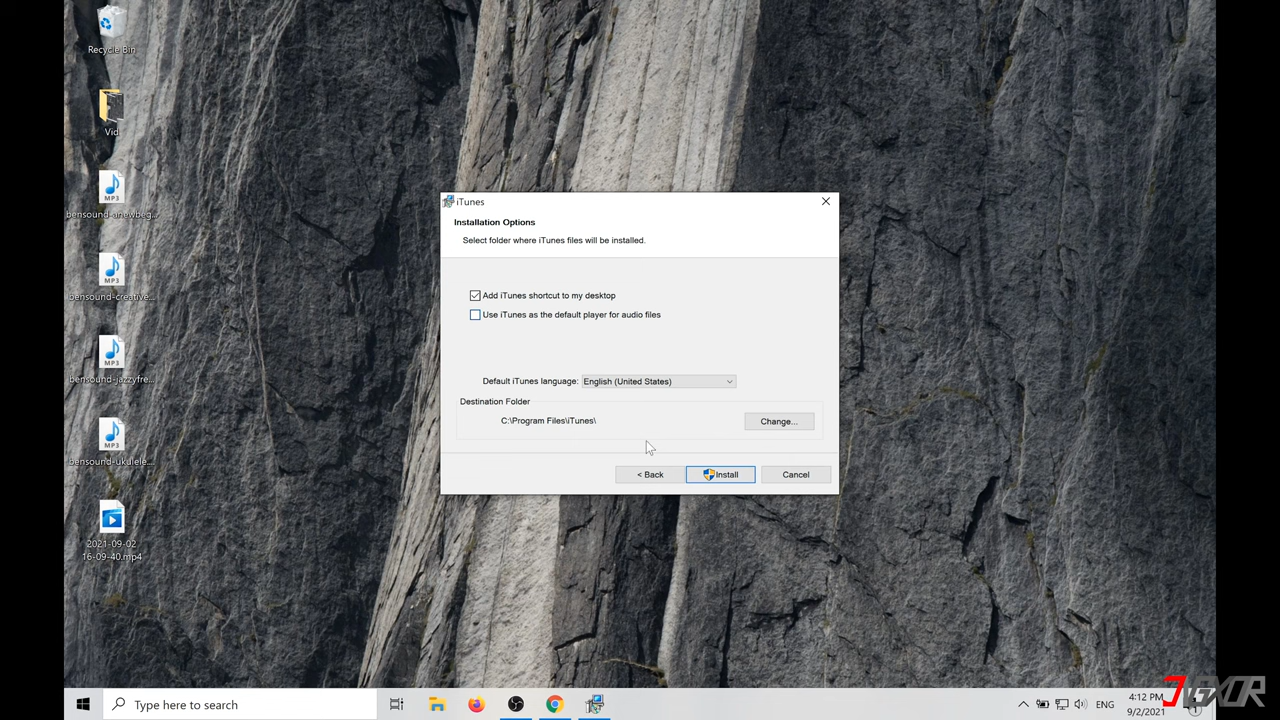 Recycle Bin
Vid
bensound-anewbeg...
bensound-creative...
bensound-jazzyfre...
bensound-ukulele....
2021-09-02
16-09-40.mp4
iTunes
Installation Options
Select folder where iTunes files will be installed.
Add iTunes shortcut to my desktop
Use iTunes as the default player for audio files
Default iTunes language: English (United States)
Destination Folder
C:\Program Files\iTunes\
Change...
< Back
Install
Cancel
Type here to search
ENG
4:12 PM
9/2/2021